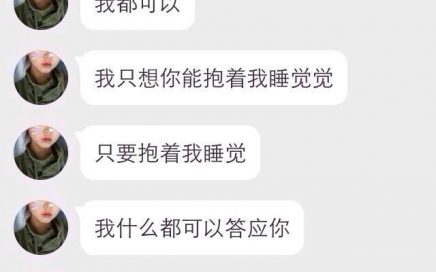 我都可以
我只想你能抱着我睡觉觉
只要抱着我睡觉
我什么都可以答应你